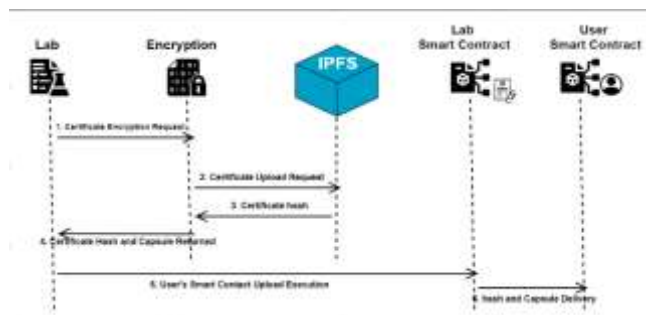 Lab
Encryption
IPFS
Lab
Smart Contract
User
Smart Contract
1. Certificate Encryption Request
2. Certificate Upload Request
3. Certificate hash
4. Certificate Hash and Capsule Returned
5. User's Smart Contact Upload Execution
6. hash and Capsule Delivery